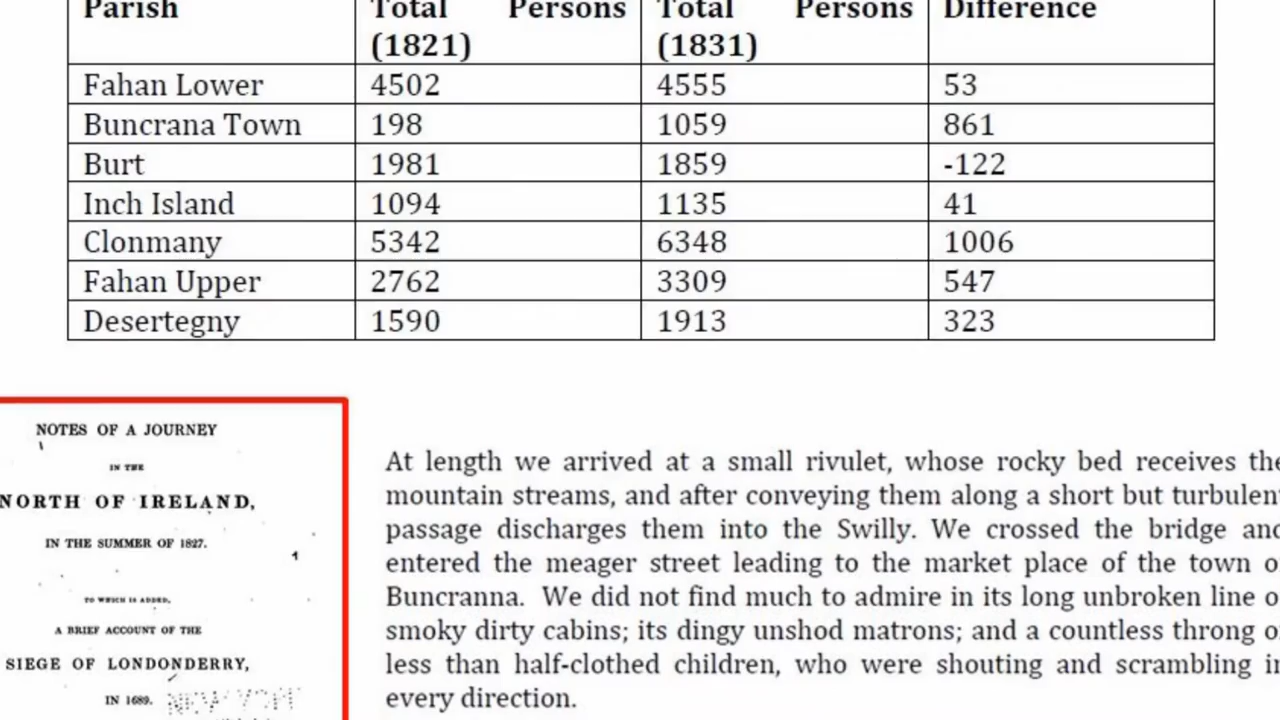 Parish Total Persons (1821) Total Persons (1831) Difference
Fahan Lower 4502 4555 53
Buncrana Town 198 1059 861
Burt 1981 1859 -122
Inch Island 1094 1135 41
Clonmany 5342 6348 1006
Fahan Upper 2762 3309 547
Desertegny 1590 1913 323
NOTES OF A JOURNEY
IN THE
NORTH OF IRELAND,
IN THE SUMMER OF 1827.
TO WHICH IS ADDED,
A BRIEF ACCOUNT OF THE
SIEGE OF LONDONDERRY,
IN 1689.
NEW YORK
At length we arrived at a small rivulet, whose rocky bed receives the
mountain streams, and after conveying them along a short but turbulent
passage discharges them into the Swilly. We crossed the bridge and
entered the meager street leading to the market place of the town o
Buncranna. We did not find much to admire in its long unbroken line o
smoky dirty cabins; its dingy unshod matrons; and a countless throng o
less than half-clothed children, who were shouting and scrambling in
every direction.